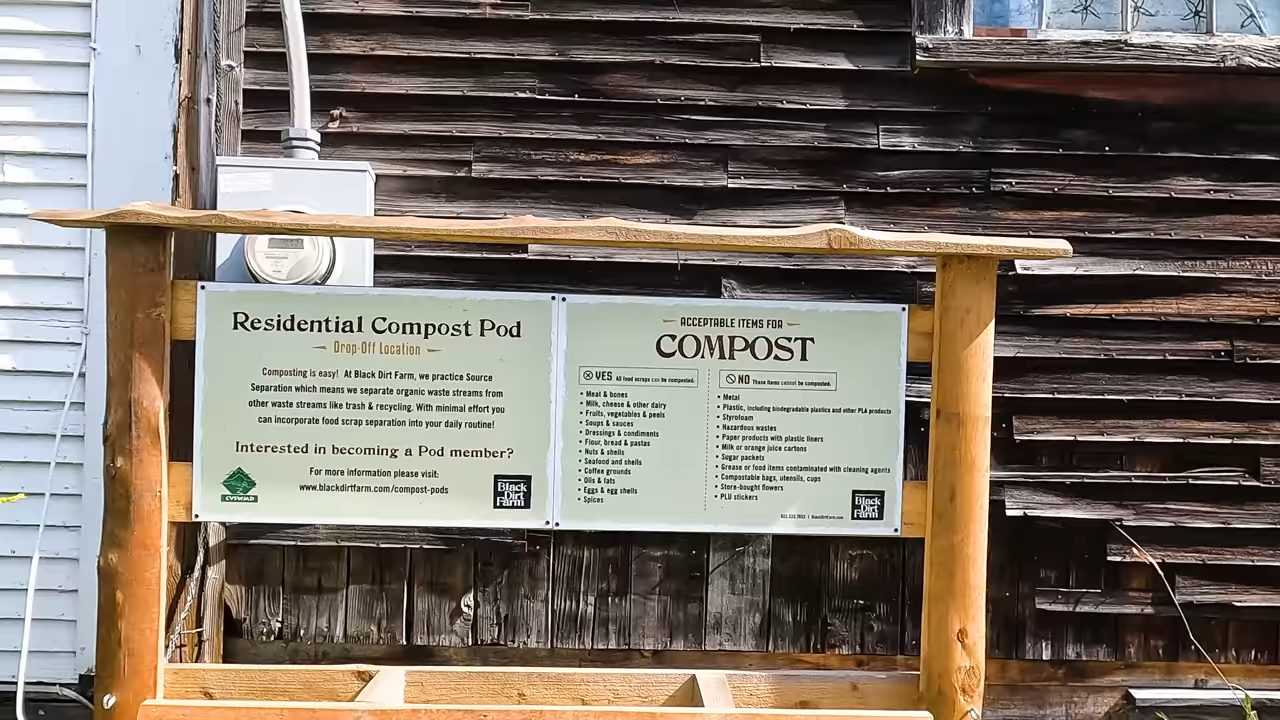 Residential Compost Pod
Drop-Off Location
Composting is easy! At Black Dirt Farm, we practice Source
Separation which means we separate organic waste streams from
other waste streams like trash & recycling. With minimal effort you
can incorporate food scrap separation into your daily routine!
Interested in becoming a Pod member?
For more information please visit:
www.blackdirtfarm.com/compost-pods
CVSWMD
Black
Dirt
Farm
ACCEPTABLE ITEMS FOR
COMPOST
YES All food scraps can be composted.
• Meat & bones
• Milk, cheese & other dairy
• Fruits, vegetables & peels
• Soups & sauces
• Dressings & condiments
• Flour, bread & pastas
• Nuts & shells
• Seafood and shells
• Coffee grounds
• Oils & fats
• Eggs & egg shells
• Spices
NO These items cannot be composted.
• Metal
• Plastic, including biodegradable plastics and other PLA products
• Styrofoam
• Hazardous wastes
• Paper products with plastic liners
• Milk or orange juice cartons
• Sugar packets
• Grease or food items contaminated with cleaning agents
• Compostable bags, utensils, cups
• Store-bought flowers
• PLU stickers
| BlackDirtFarm.com
Black
Dirt
Farm